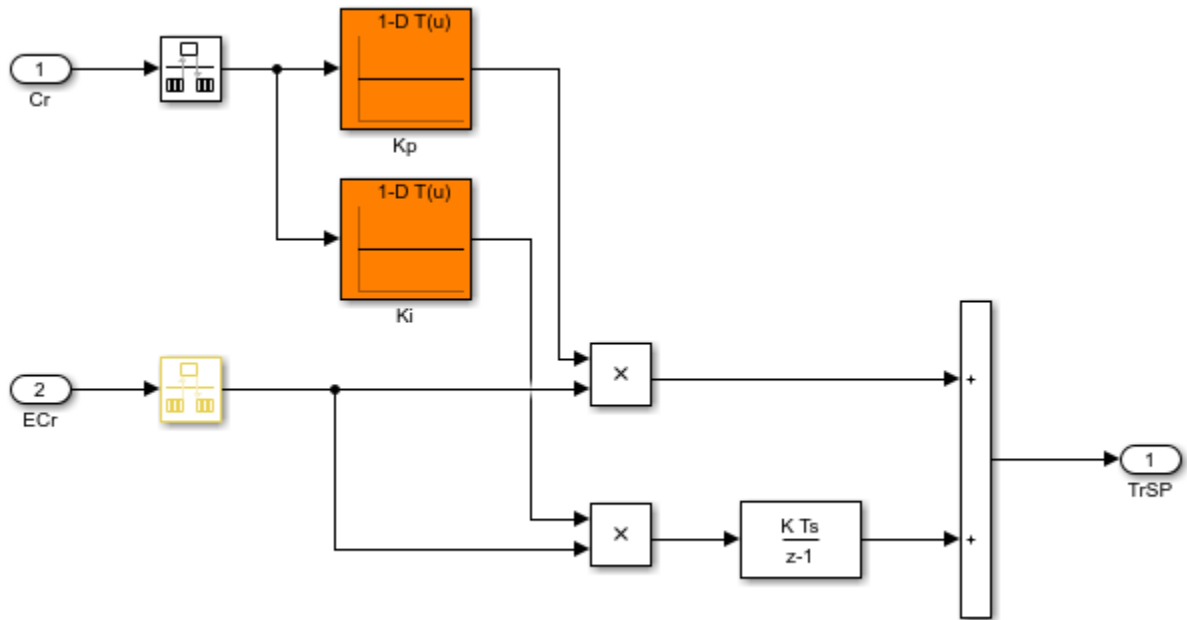 1-D T(u)
1
Cr
Kp
1-D T(u)
Ki
×
+
2
ECr
1
TrSP
×
K Ts
z-1
+